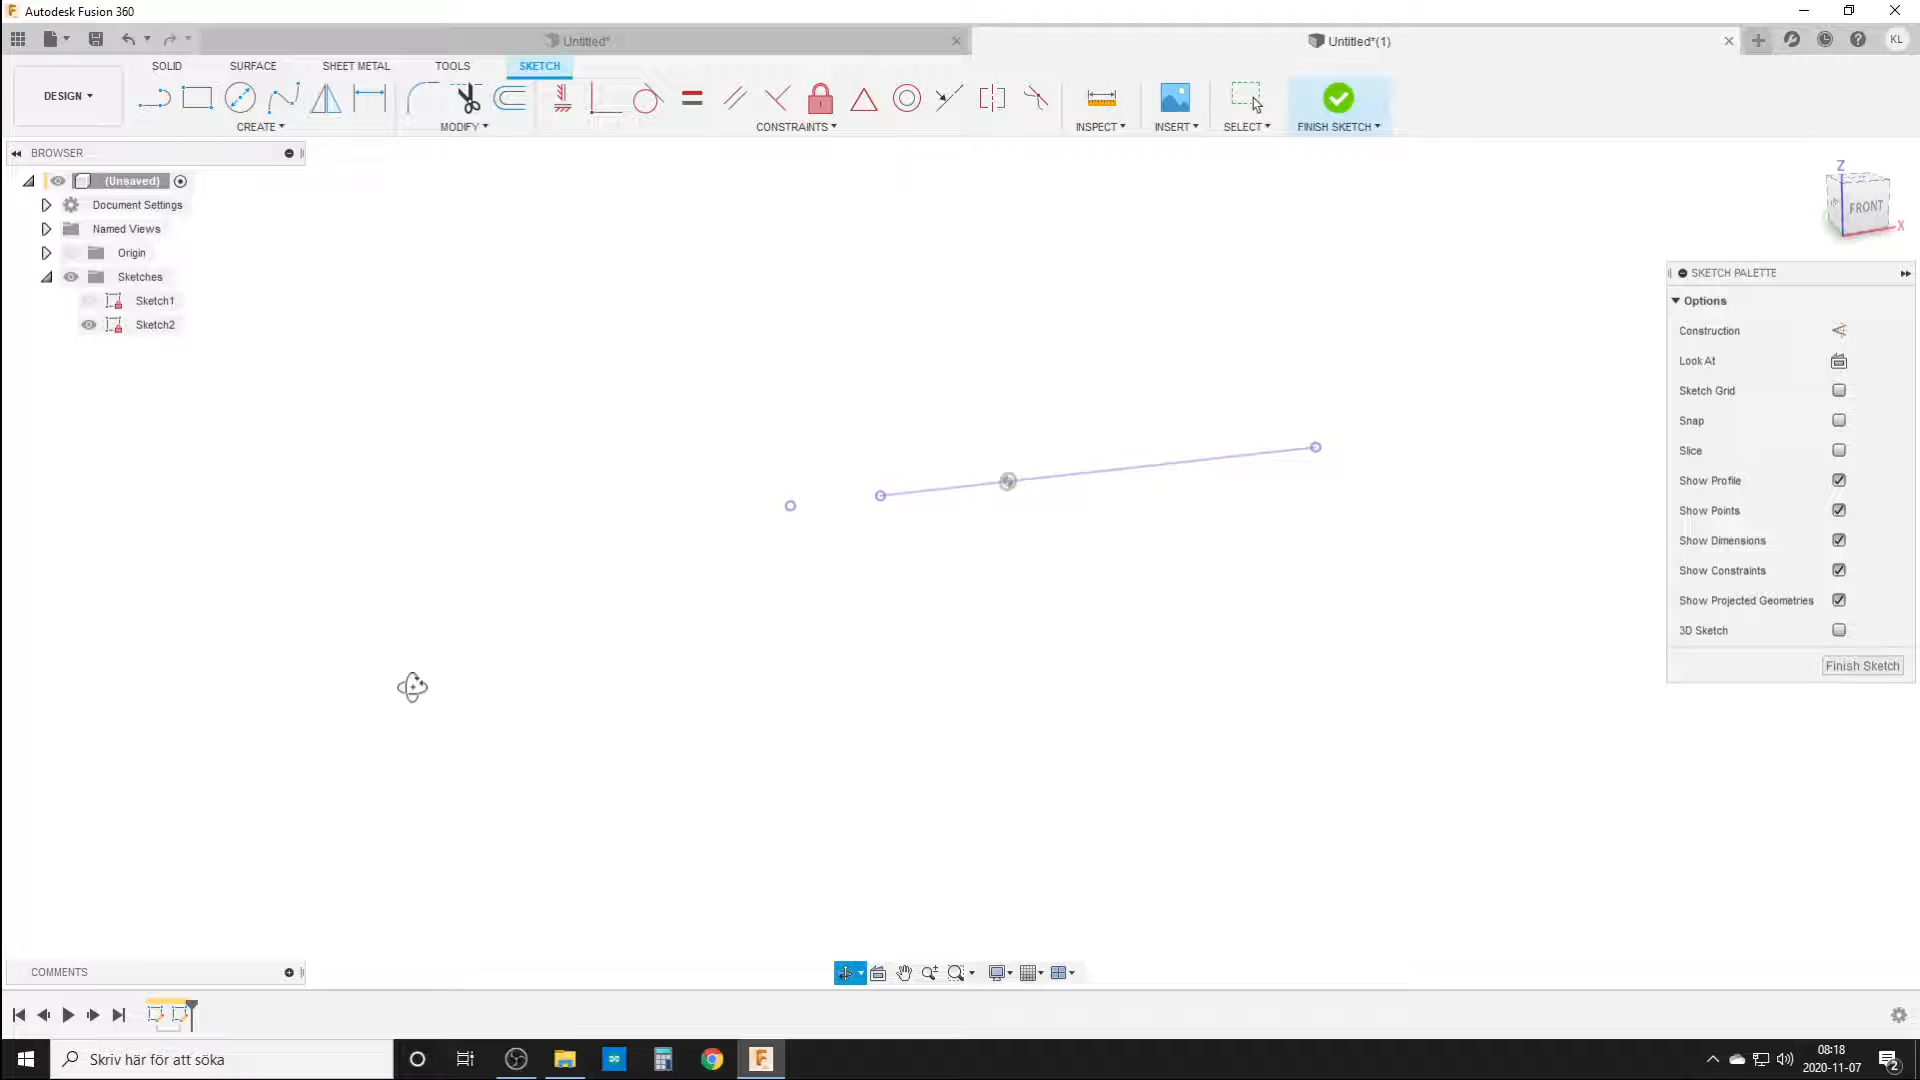 Autodesk Fusion 360
Untitled*
Untitled*(1)
KL
SOLID
SURFACE
SHEET METAL
TOOLS
SKETCH
DESIGN
CREATE
MODIFY
CONSTRAINTS
INSPECT
INSERT
SELECT
FINISH SKETCH
BROWSER
(Unsaved)
Document Settings
Named Views
Origin
Sketches
Sketch1
Sketch2
Z
FRONT
X
SKETCH PALETTE
Options
Construction
Look At
Sketch Grid
Snap
Slice
Show Profile
Show Points
Show Dimensions
Show Constraints
Show Projected Geometries
3D Sketch
Finish Sketch
COMMENTS
Skriv här för att söka
08:18
2020-11-07
2